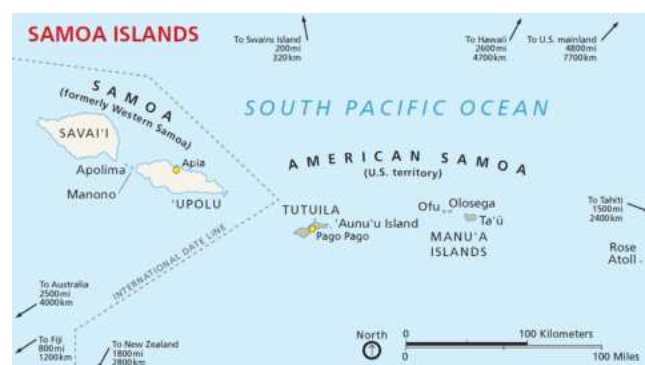 SAMOA ISLANDS
To Swains Island
200mi
320km
To Hawai'i
2600mi
4700km
To U.S. mainland
4800mi
7700km
SAMOA
(formerly Western Samoa)
SOUTH PACIFIC OCEAN
SAVAI'I
Apolima
Manono
Apia
'UPOLU
AMERICAN SAMOA
(U.S. territory)
TUTUILA
'Aunu'u Island
Pago Pago
Ofu
Olosega
Ta'ū
MANU'A
ISLANDS
To Tahiti
1500mi
2400km
Rose
Atoll
INTERNATIONAL DATE LINE
To Australia
2500mi
4000km
To Fiji
800mi
1200km
To New Zealand
1800mi
2800km
North
0
100 Kilometers
0
100 Miles